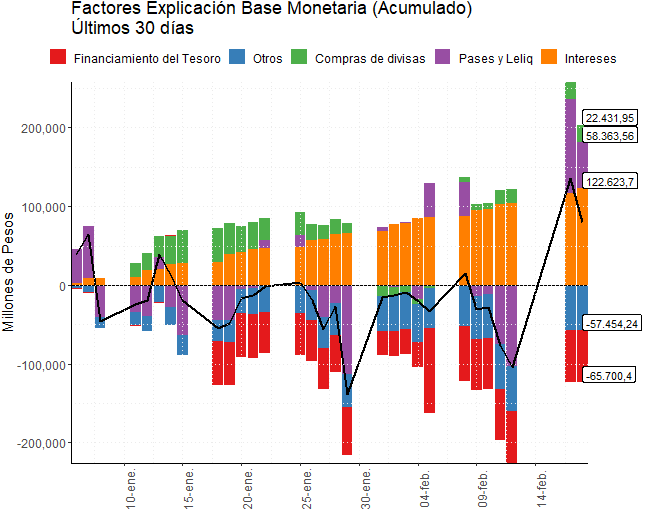 Factores Explicación Base Monetaria (Acumulado)
Últimos 30 días
Financiamiento del Tesoro
Otros
Compras de divisas
Pases y Leliq
Intereses
Millones de Pesos
200,000
100,000
0
-100,000
-200,000
22.431,95
58.363,56
122.623,7
-57.454,24
-65.700,4
10-ene.
15-ene.
20-ene.
25-ene.
30-ene.
04-feb.
09-feb.
14-feb.